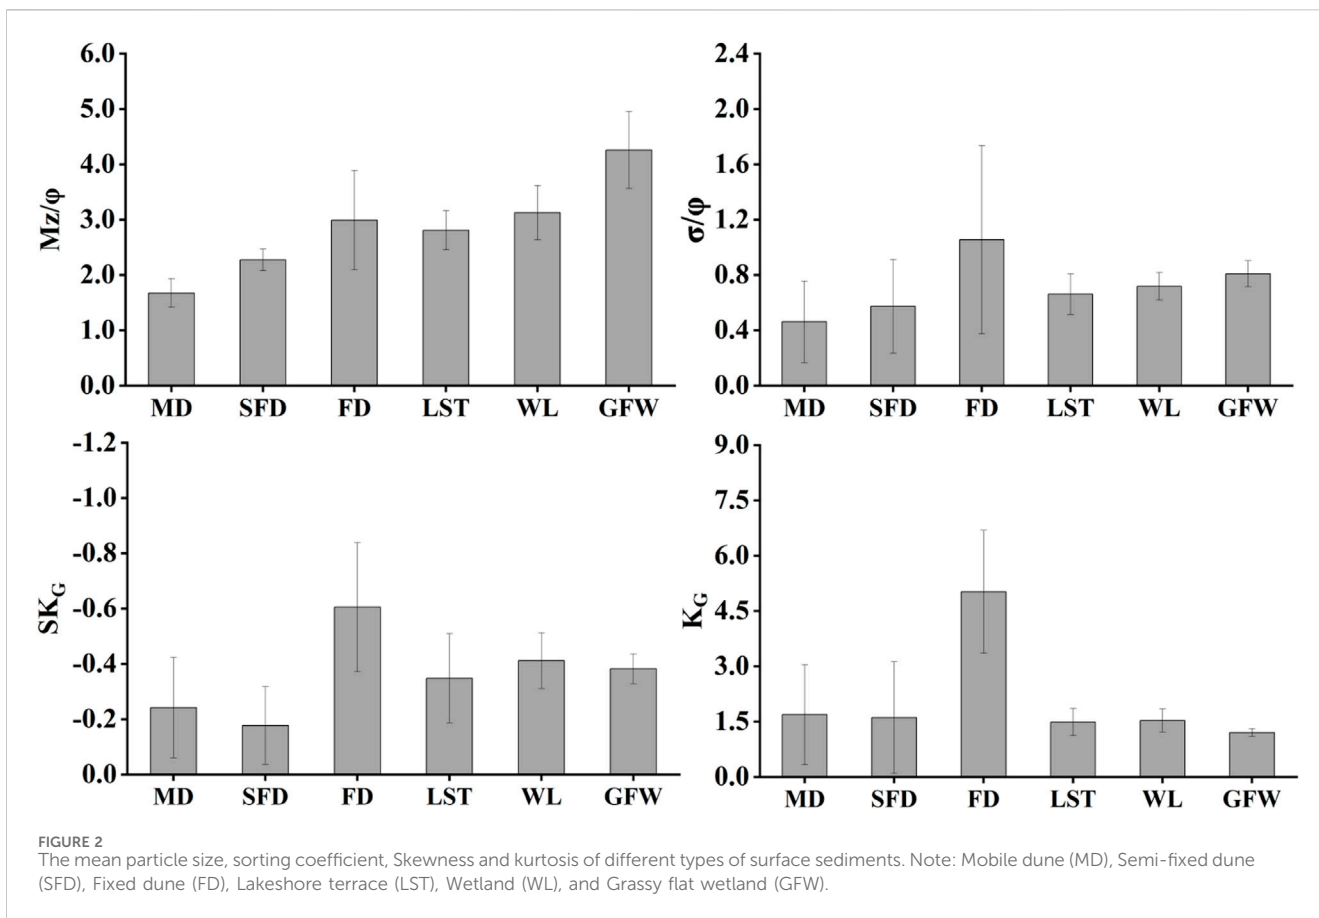 6.0
5.0
4.0
3.0
2.0
1.0
0.0
Mz/φ
MD SFD FD LST WL GFW
2.4
2.0
1.6
1.2
0.8
0.4
0.0
σ/φ
MD SFD FD LST WL GFW
-1.2
-1.0
-0.8
-0.6
-0.4
-0.2
0.0
SKG
MD SFD FD LST WL GFW
9.0
7.5
6.0
4.5
3.0
1.5
0.0
KG
MD SFD FD LST WL GFW
FIGURE 2
The mean particle size, sorting coefficient, Skewness and kurtosis of different types of surface sediments. Note: Mobile dune (MD), Semi-fixed dune
(SFD), Fixed dune (FD), Lakeshore terrace (LST), Wetland (WL), and Grassy flat wetland (GFW).